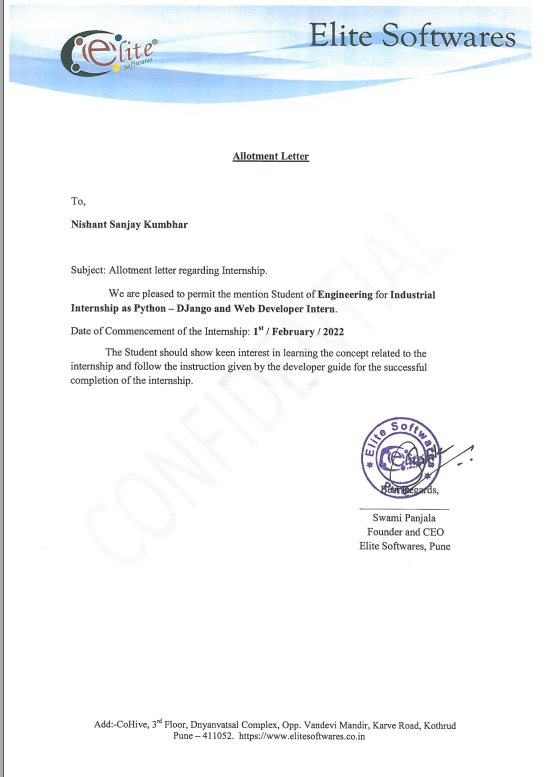 elite®
Softwares
Elite Softwares
Allotment Letter
To,
Nishant Sanjay Kumbhar
Subject: Allotment letter regarding Internship.
We are pleased to permit the mention Student of Engineering for Industrial
Internship as Python – DJango and Web Developer Intern.
Date of Commencement of the Internship: 1st / February / 2022
The Student should show keen interest in learning the concept related to the
internship and follow the instruction given by the developer guide for the successful
completion of the internship.
CONFIDENTIAL
Elite Softwares
elite
Best Regards,
Swami Panjala
Founder and CEO
Elite Softwares, Pune
Add:-CoHive, 3rd Floor, Dnyanvatsal Complex, Opp. Vandevi Mandir, Karve Road, Kothrud
Pune – 411052. https://www.elitesoftwares.co.in